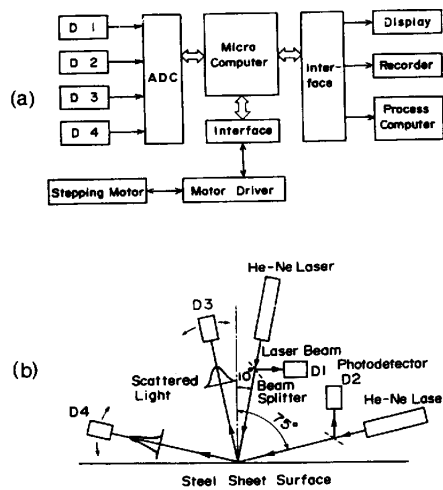 D 1
D 2
D 3
D 4
ADC
Micro
Computer
Interface
Inter-
face
Display
Recorder
Process
Computer
(a)
Stepping Motor
Motor Driver
He-Ne Laser
D3
Laser Beam
D1
Photodetector
D2
(b)
Scattered
Light
10°
Beam
Splitter
He-Ne Lase
D4
75°
Steel Sheet Surface